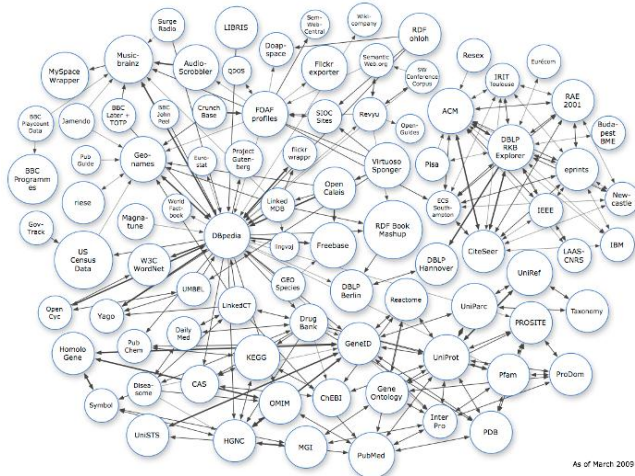 Surge
Radio
LIBRIS
Sem-
Web-
Central
Wiki-
company
RDF
ohloh
Music-
brainz
Audio-
Scrobbler
QDOS
Doap-
space
Flickr
exporter
Semantic
Web.org
SW
Conference
Corpus
Resex
Eurécom
IRIT
Toulouse
MySpace
Wrapper
RAE
2001
BBC
Playcount
Data
Jamendo
BBC
Later +
TOTP
BBC
John
Peel
Crunch
Base
FOAF
profiles
SIOC
Sites
Revyu
Open-
Guides
ACM
DBLP
RKB
Explorer
Buda-
pest
BME
BBC
Programm
es
Pub
Guide
Geo-
names
Euro-
stat
Project
Guten-
berg
flickr
wrappr
Virtuoso
Sponger
Pisa
eprints
riese
World
Fact-
book
Linked
MDB
Open
Calais
ECS
South-
ampton
New-
castle
Gov-
Track
Magna-
tune
DBpedia
RDF Book
Mashup
IEEE
US
Census
Data
W3C
WordNet
lingvoj
Freebase
CiteSeer
LAAS-
CNRS
IBM
UMBEL
GEO
Species
DBLP
Berlin
DBLP
Hannover
UniRef
Open
Cyc
Yago
LinkedCT
Reactome
UniParc
Taxonomy
Daily
Med
Drug
Bank
PROSITE
Homolo
Gene
Pub
Chem
KEGG
GeneID
UniProt
Pfam
ProDom
Symbol
Disea-
some
CAS
OMIM
ChEBI
Gene
Ontology
Inter
Pro
UniSTS
HGNC
MGI
PubMed
PDB
As of March 2009